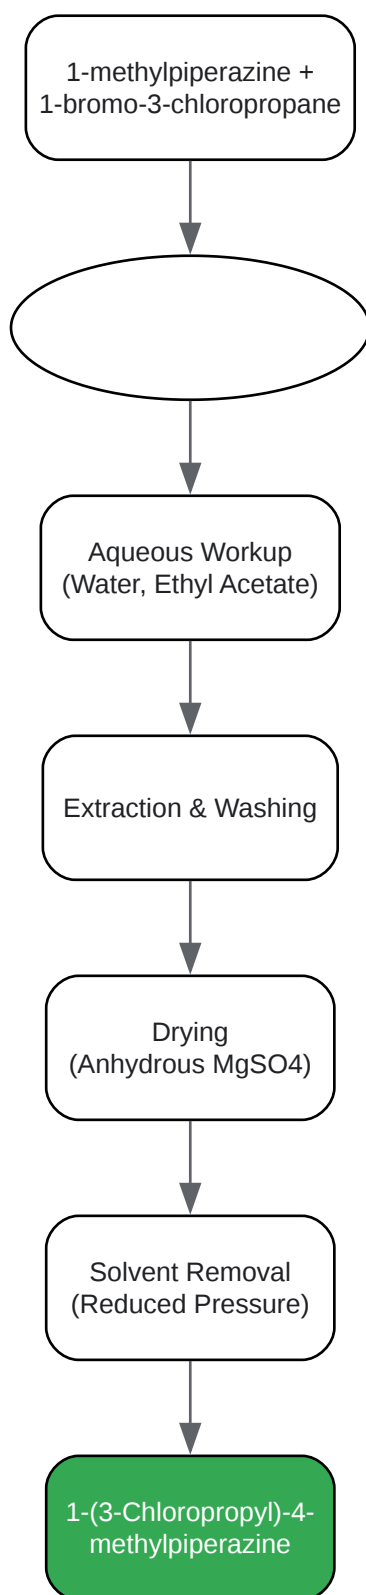 1-methylpiperazine +
1-bromo-3-chloropropane
Aqueous Workup
(Water, Ethyl Acetate)
Extraction & Washing
Drying
(Anhydrous MgSO4)
Solvent Removal
(Reduced Pressure)
1-(3-Chloropropyl)-4-
methylpiperazine